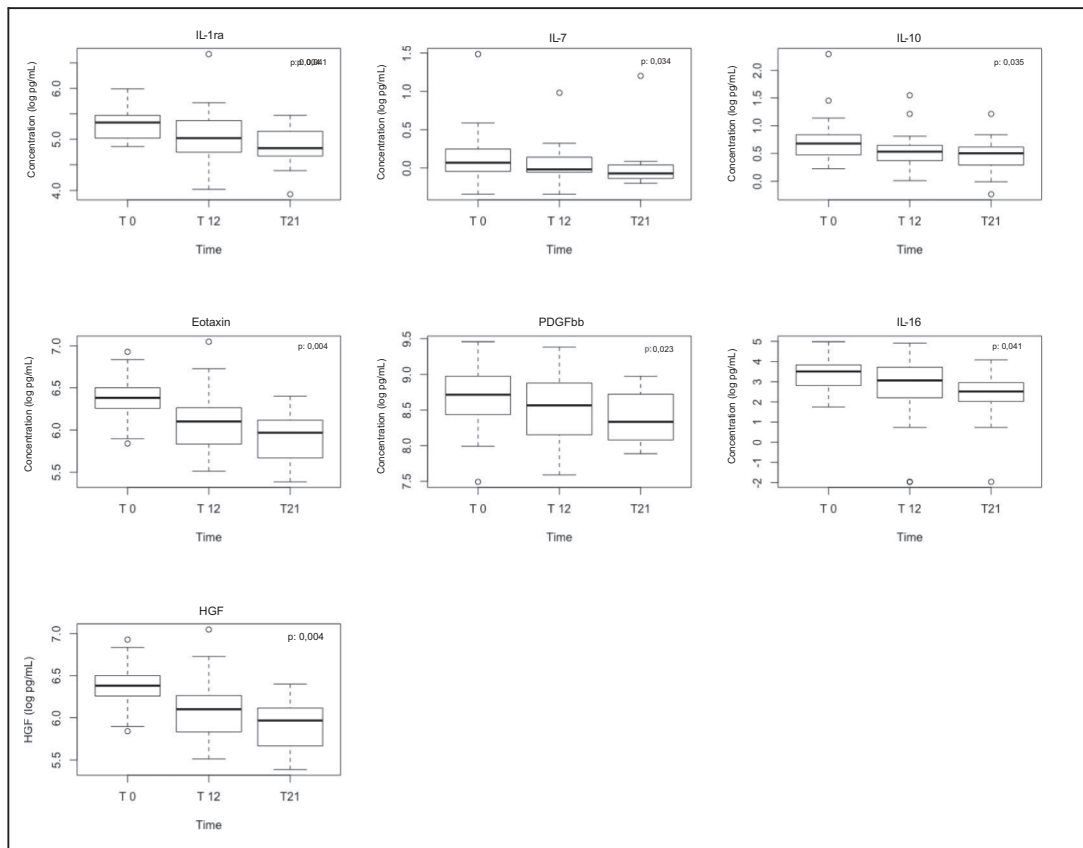 IL-1ra
Concentration (log pg/mL)
4.0 5.0 6.0
T 0 T 12 T21
Time
IL-7
p: 0,034
Concentration (log pg/mL)
0.0 0.5 1.0 1.5
T 0 T 12 T21
Time
IL-10
p: 0,035
Concentration (log pg/mL)
0.0 0.5 1.0 1.5 2.0
T 0 T 12 T21
Time
Eotaxin
p: 0,004
Concentration (log pg/mL)
5.5 6.0 6.5 7.0
T 0 T 12 T21
Time
PDGFbb
p: 0,023
Concentration (log pg/mL)
7.5 8.0 8.5 9.0 9.5
T 0 T 12 T21
Time
IL-16
p: 0,041
Concentration (log pg/mL)
-2 -1 0 1 2 3 4 5
T 0 T 12 T21
Time
HGF
p: 0,004
HGF (log pg/mL)
5.5 6.0 6.5 7.0
T 0 T 12 T21
Time